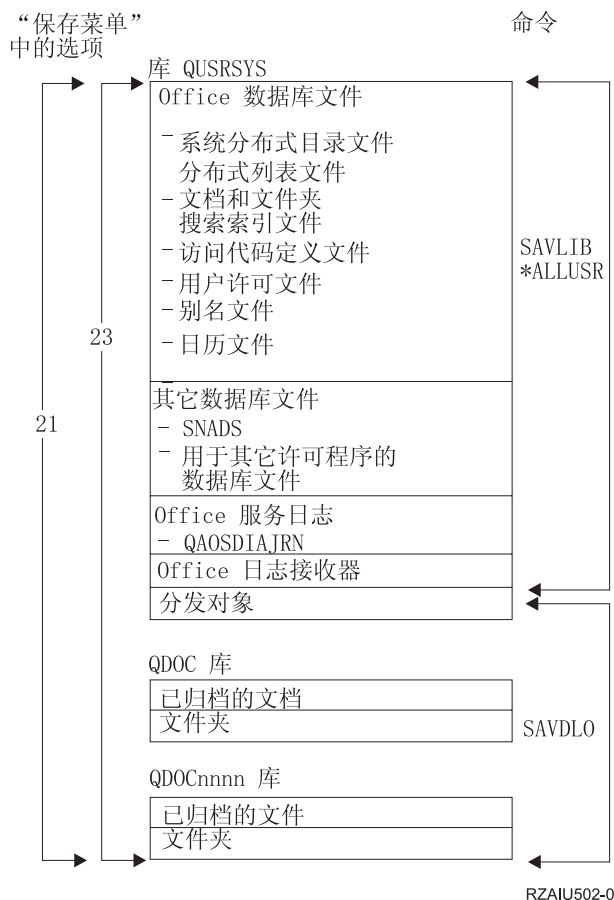 “保存菜单”
中的选项
命令
库 QUSRSYS
Office 数据库文件
- 系统分布式目录文件
分布式列表文件
- 文档和文件夹
搜索索引文件
- 访问代码定义文件
- 用户许可文件
- 别名文件
- 日历文件
SAVLIB
*ALLUSR
23
21
其它数据库文件
- SNADS
- 用于其它许可程序的
数据库文件
Office 服务日志
- QAOSDIAJRN
Office 日志接收器
分发对象
QDOC 库
已归档的文档
文件夹
SAVDLO
QDOCnnnn 库
已归档的文件
文件夹
RZAIU502-0